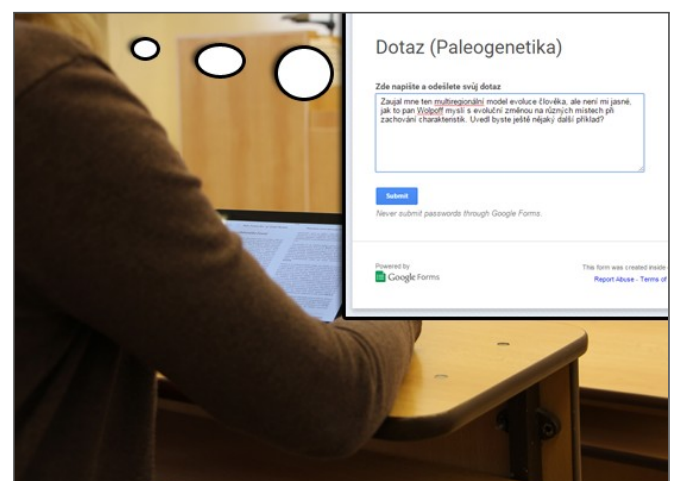 Dotaz (Paleogenetika)
Zde napište a odešlete svůj dotaz
Zaujal mne ten multiregionální model evoluce člověka, ale není mi jasné,
jak to pan Wolpoff myslí s evoluční změnou na různých místech při
zachování charakteristik. Uvedl byste ještě nějaký další příklad?
Submit
Never submit passwords through Google Forms.
Powered by
Google Forms
This form was created inside
Report Abuse - Terms of